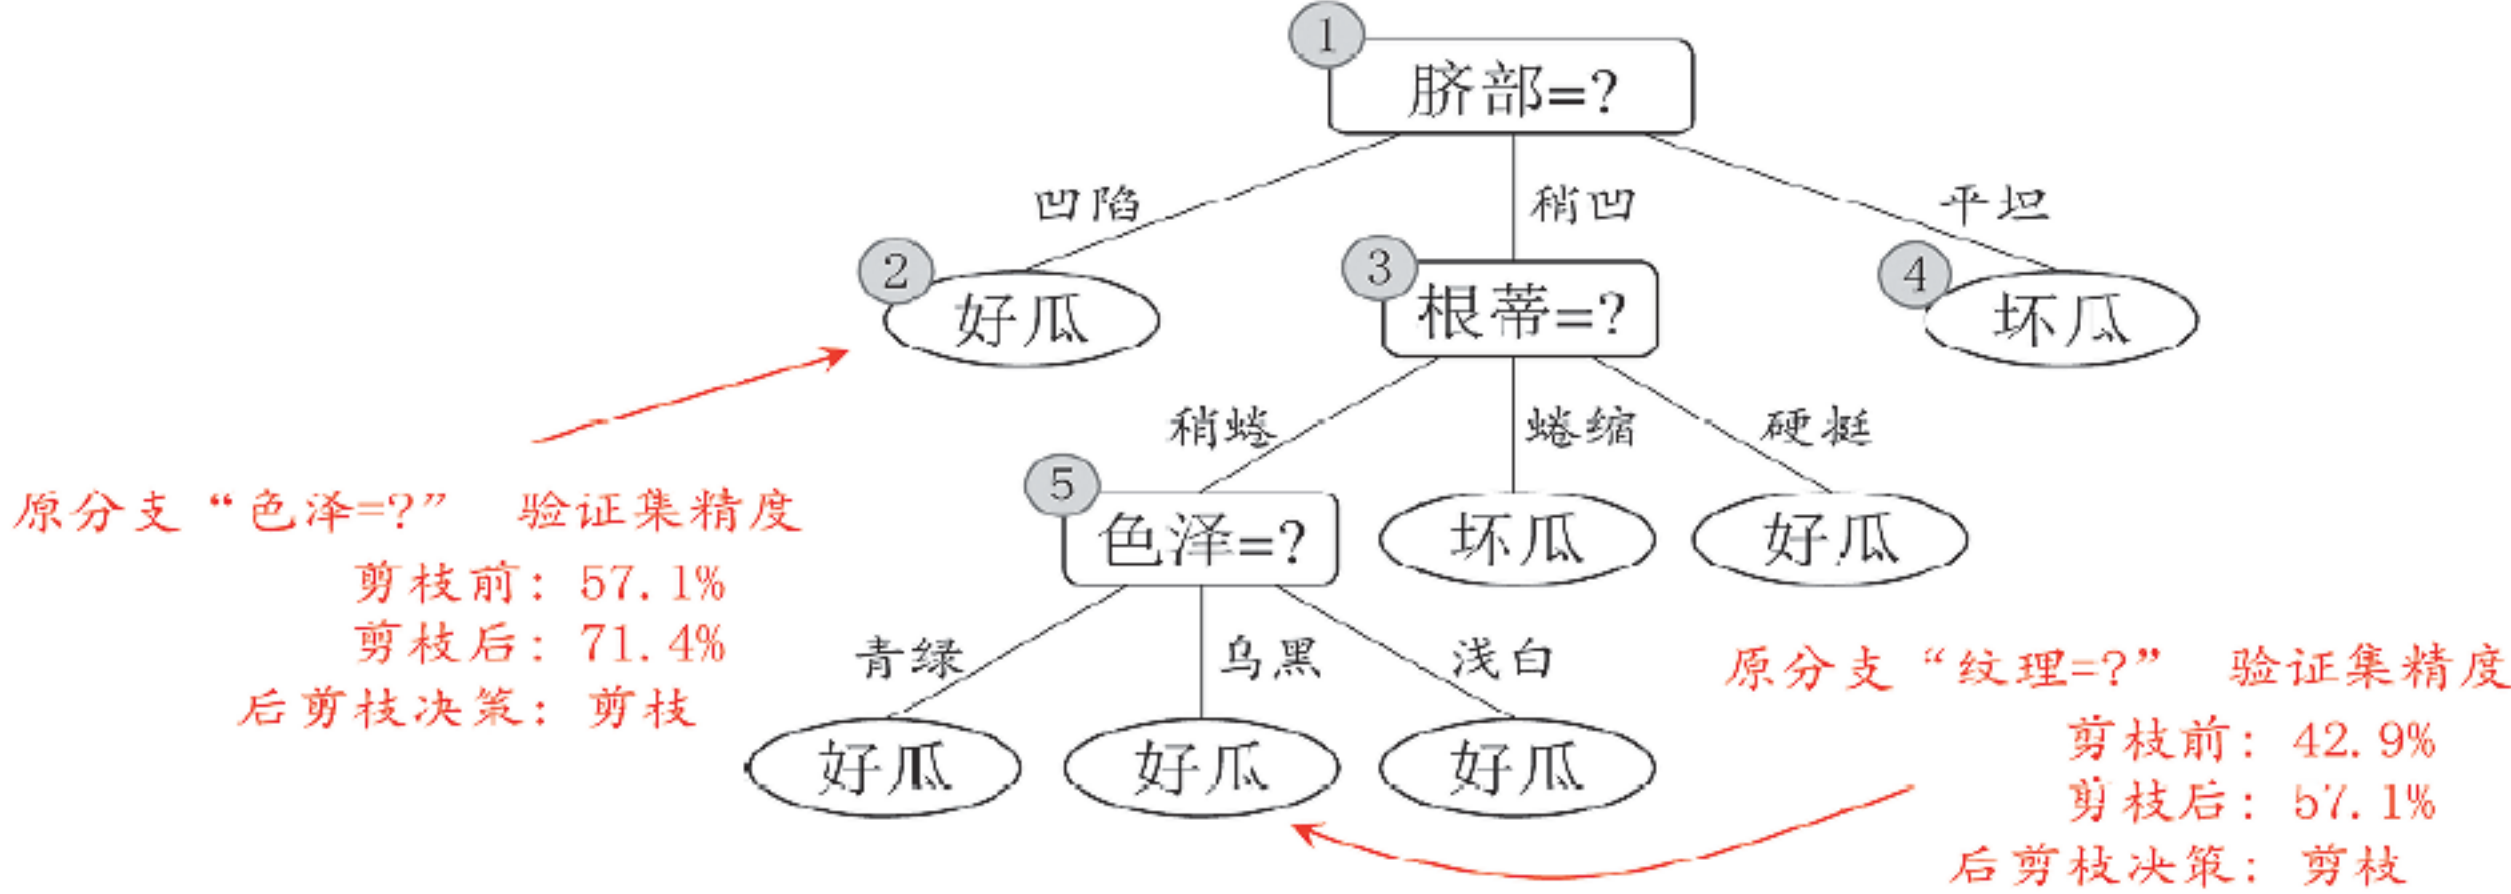 1
脐部=?
凹陷
稍凹
平坦
2
好瓜
3
根蒂=?
4
坏瓜
稍蜷
蜷缩
硬挺
5
色泽=?
坏瓜
好瓜
原分支“色泽=?” 验证集精度
剪枝前: 57.1%
剪枝后: 71.4%
后剪枝决策: 剪枝
青绿
乌黑
浅白
好瓜
好瓜
好瓜
原分支“纹理=?” 验证集精度
剪枝前: 42.9%
剪枝后: 57.1%
后剪枝决策: 剪枝